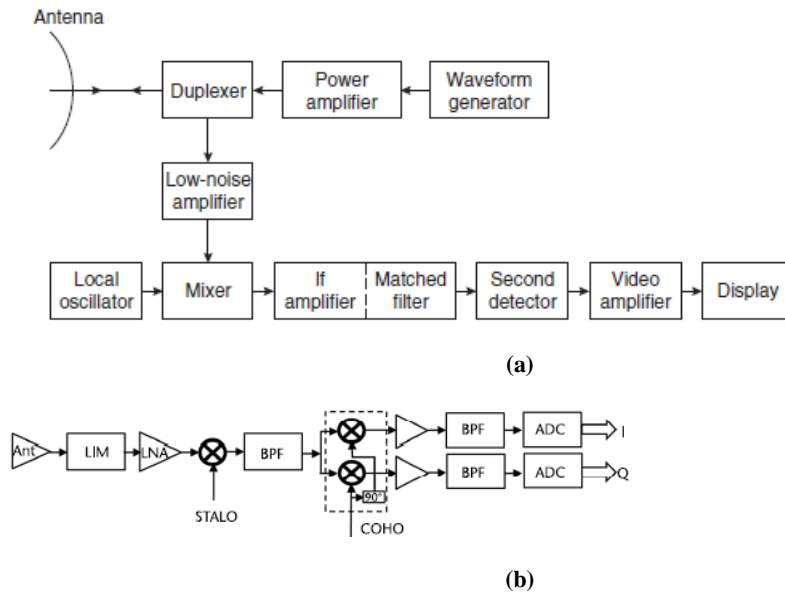 Antenna
Duplexer
Power
amplifier
Waveform
generator
Low-noise
amplifier
Local
oscillator
Mixer
If
amplifier
Matched
filter
Second
detector
Video
amplifier
Display
(a)
Ant
LIM
LNA
BPF
BPF
ADC
I
BPF
ADC
Q
90°
STALO
COHO
(b)